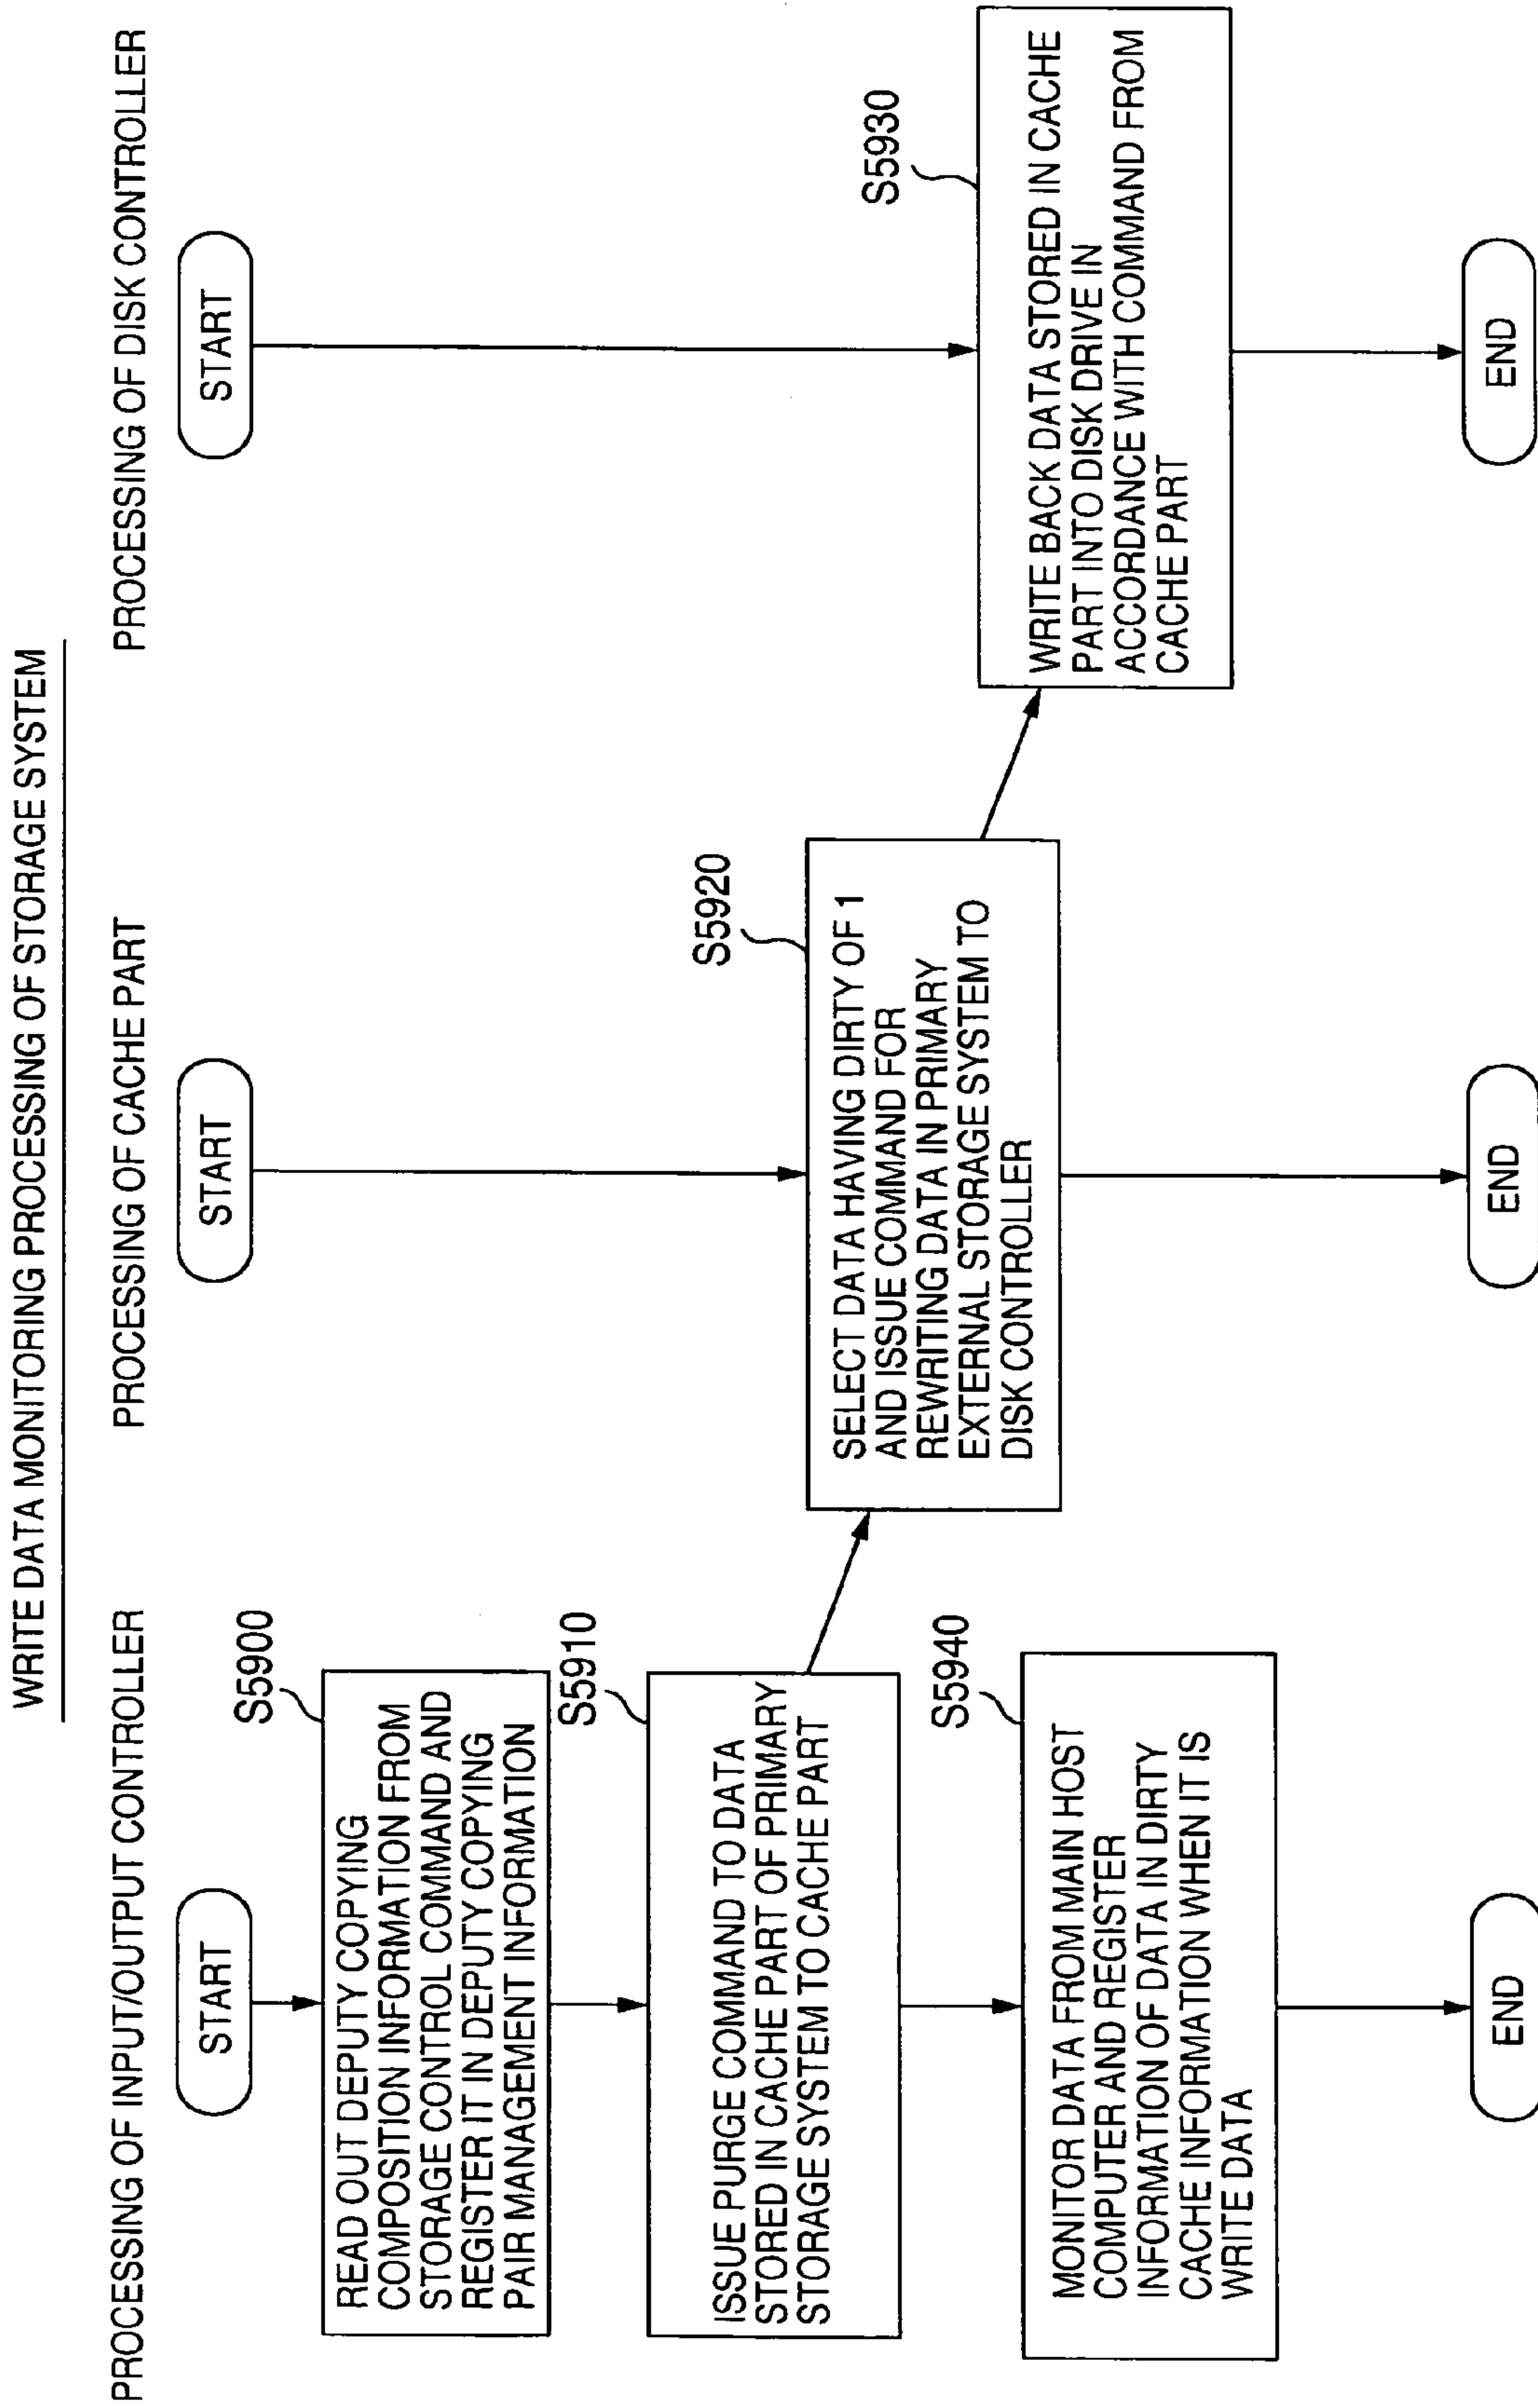 WRITE DATA MONITORING PROCESSING OF STORAGE SYSTEM
PROCESSING OF INPUT/OUTPUT CONTROLLER
START
S5900
READ OUT DEPUTY COPYING
COMPOSITION INFORMATION FROM
STORAGE CONTROL COMMAND AND
REGISTER IT IN DEPUTY COPYING
PAIR MANAGEMENT INFORMATION
S5910
ISSUE PURGE COMMAND TO DATA
STORED IN CACHE PART OF PRIMARY
STORAGE SYSTEM TO CACHE PART
S5940
MONITOR DATA FROM MAIN HOST
COMPUTER AND REGISTER
INFORMATION OF DATA IN DIRTY
CACHE INFORMATION WHEN IT IS
WRITE DATA
END
PROCESSING OF CACHE PART
START
S5920
SELECT DATA HAVING DIRTY OF 1
AND ISSUE COMMAND FOR
REWRITING DATA IN PRIMARY
EXTERNAL STORAGE SYSTEM TO
DISK CONTROLLER
END
PROCESSING OF DISK CONTROLLER
START
S5930
WRITE BACK DATA STORED IN CACHE
PART INTO DISK DRIVE IN
ACCORDANCE WITH COMMAND FROM
CACHE PART
END